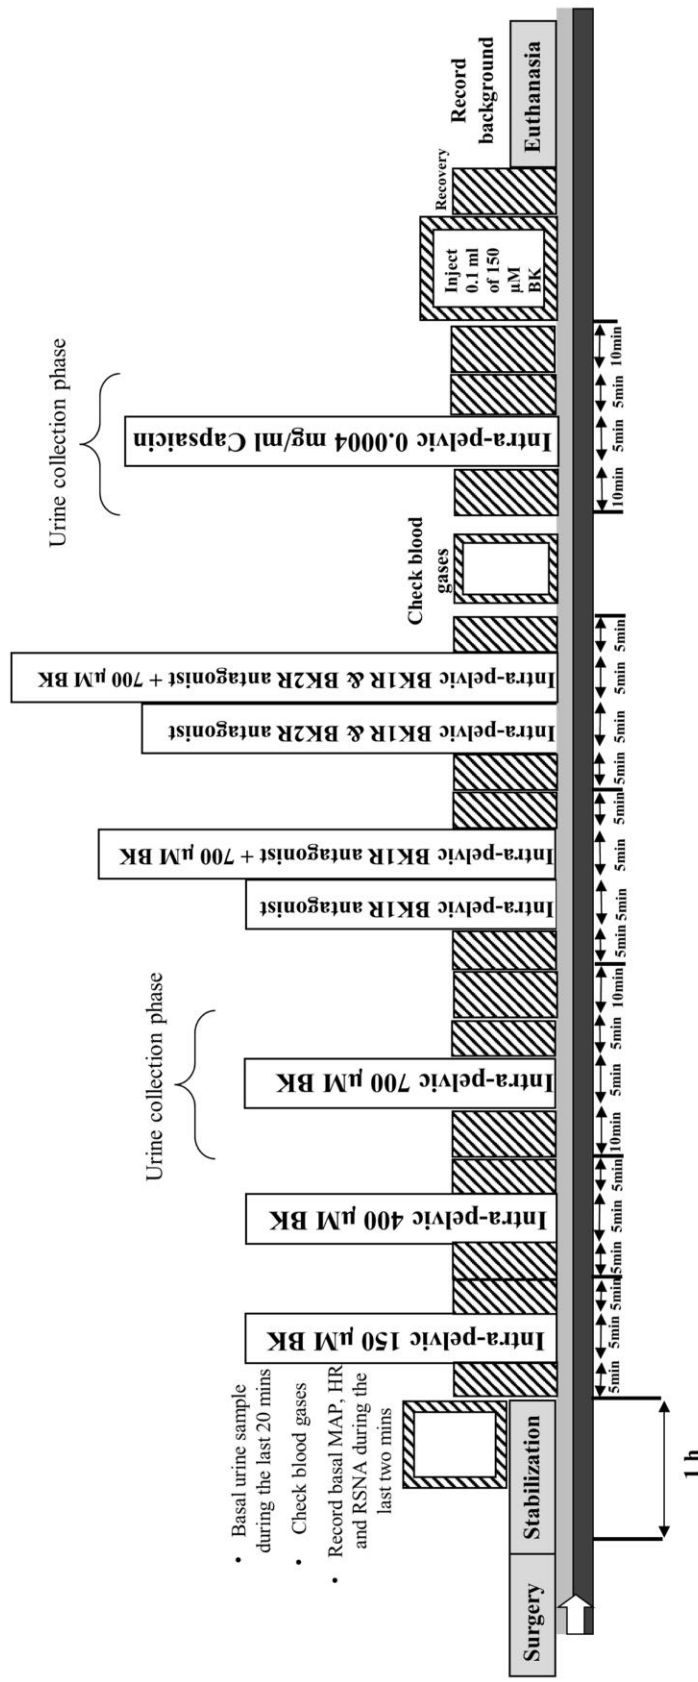 Surgery
Stabilization
• Basal urine sample
during the last 20 mins
• Check blood gases
• Record basal MAP, HR
and RSNA during the
last two mins
Intra-pelvic 150 µM BK
Intra-pelvic 400 µM BK
Urine collection phase
Intra-pelvic 700 µM BK
Intra-pelvic BK1R antagonist
Intra-pelvic BK1R antagonist + 700 µM BK
Intra-pelvic BK1R & BK2R antagonist
Intra-pelvic BK1R & BK2R antagonist + 700 µM BK
Check blood
gases
Urine collection phase
Intra-pelvic 0.0004 mg/ml Capsaicin
Inject
0.1 ml
of 150
µM
BK
Recovery
Record
background
Euthanasia
1 h
5min
5min
5min
5min
5min
5min
10min
5min
5min
10min
5min
5min
5min
5min
5min
5min
5min
5min
10min
5min
5min
10min